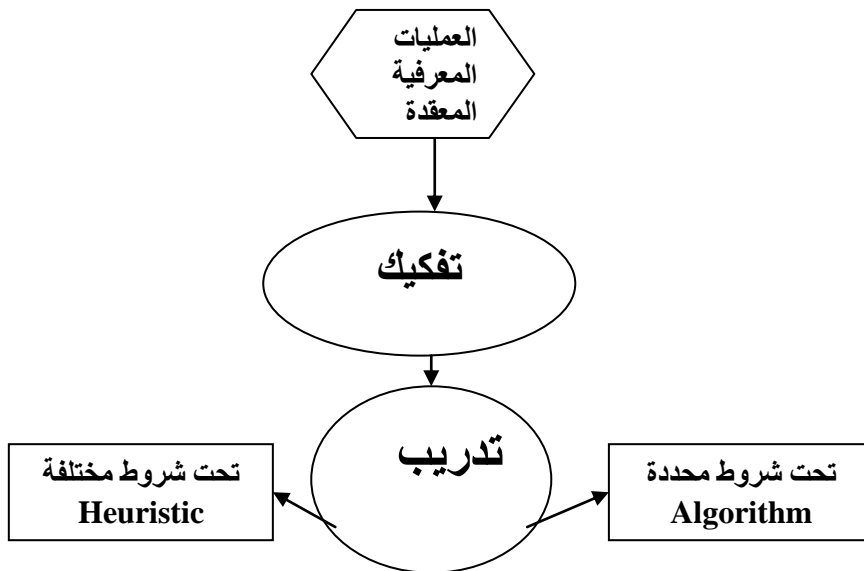 العمليات
المعرفية
المعقدة
تفكيك
تدريب
تحت شروط محددة
Algorithm
تحت شروط مختلفة
Heuristic